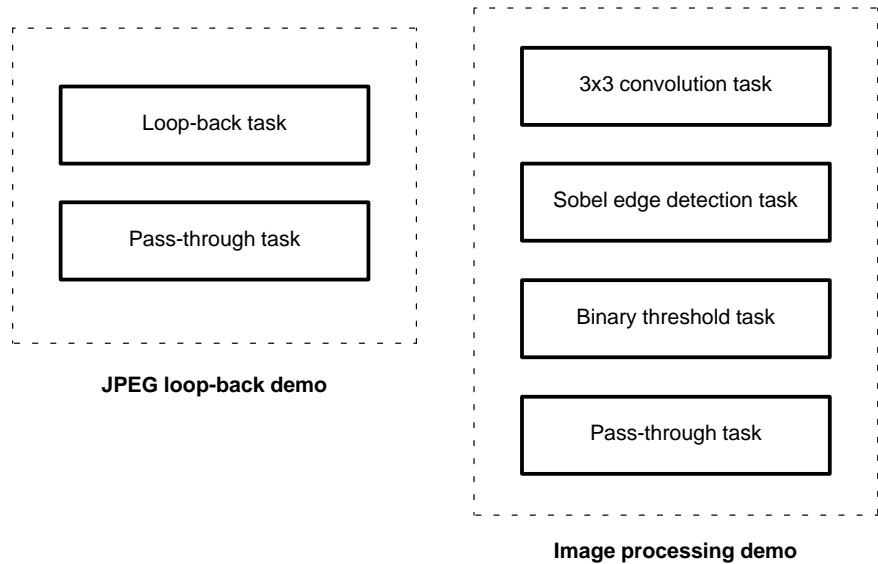 Loop-back task
Pass-through task
JPEG loop-back demo
3x3 convolution task
Sobel edge detection task
Binary threshold task
Pass-through task
Image processing demo